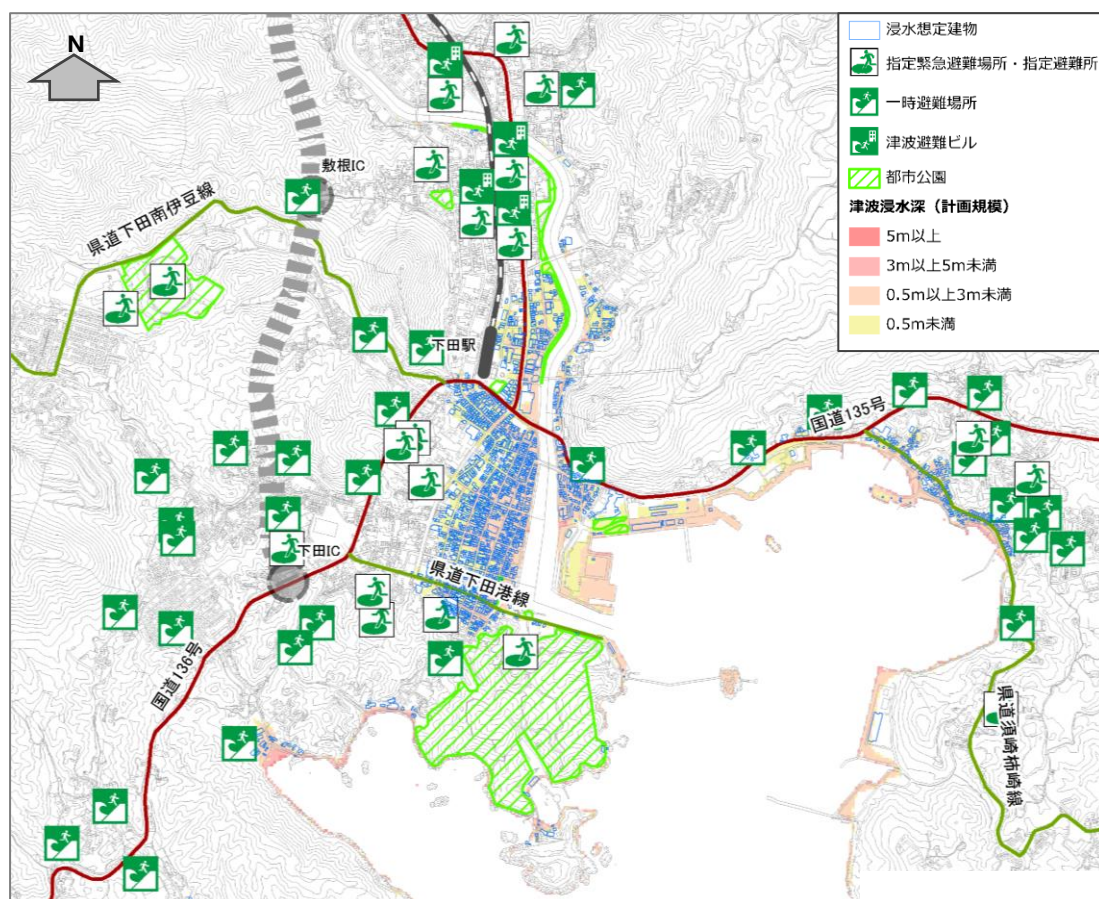 N
浸水想定建物
指定緊急避難場所・指定避難所
一時避難場所
津波避難ビル
都市公園
津波浸水深（計画規模）
5m以上
3m以上5m未満
0.5m以上3m未満
0.5m未満
敷根IC
県道下田南伊豆線
下田駅
国道135号
下田IC
県道下田港線
国道136号
県道須崎柿崎線